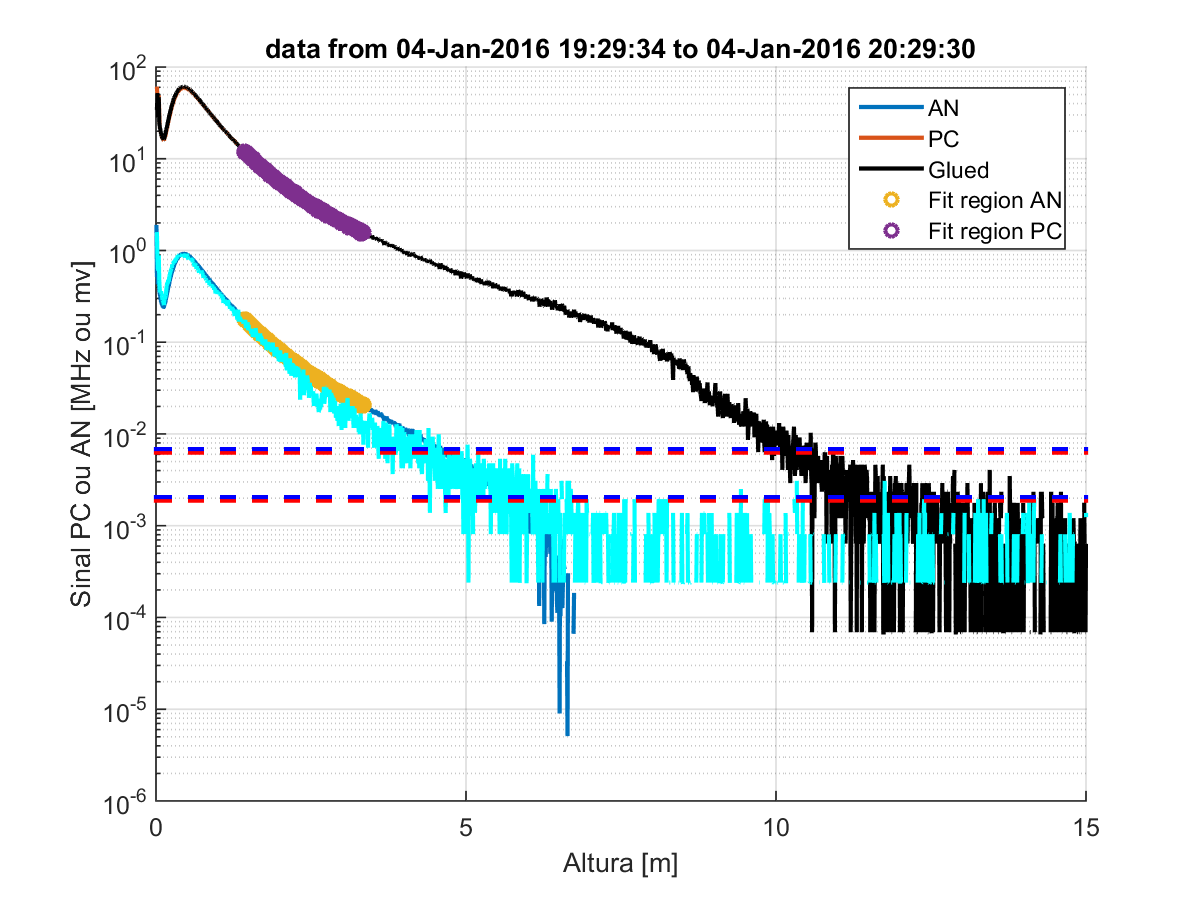 data from 04-Jan-2016 19:29:34 to 04-Jan-2016 20:29:30
AN
PC
Glued
Fit region AN
Fit region PC
Sinal PC ou AN [MHz ou mv]
10^2
10^1
10^0
10^-1
10^-2
10^-3
10^-4
10^-5
10^-6
0 5 10 15
Altura [m]